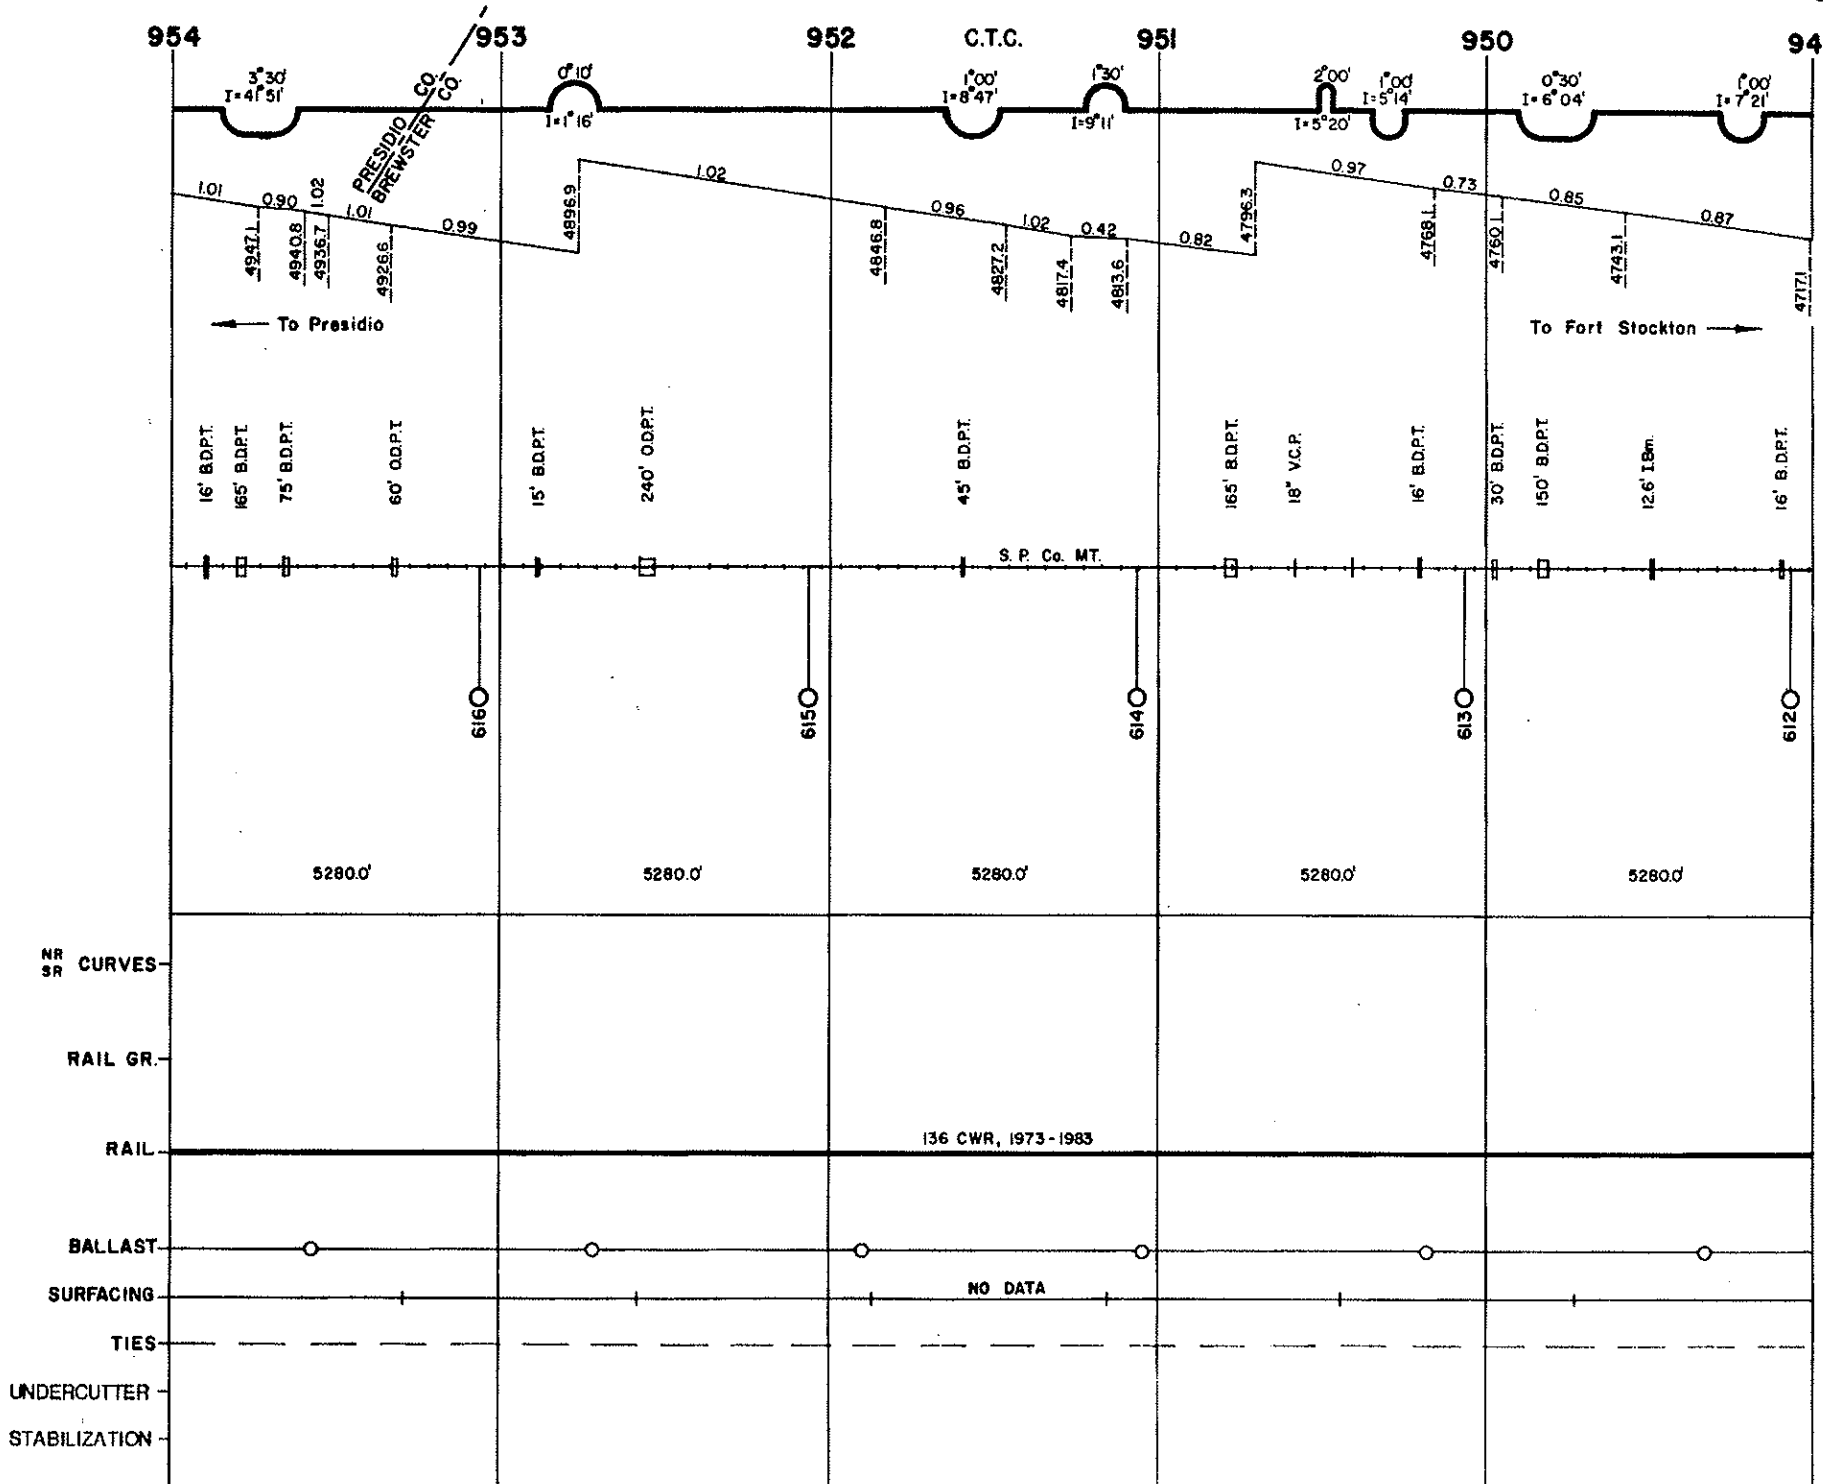 954
953
952
C.T.C.
951
950
94
3°30'
I=41°51'
0°10'
I=1°16'
1°00'
I=8°47'
1°30'
I=9°11'
2°00'
I=5°20'
1°00'
I=5°14'
0°30'
I=6°04'
1°00'
I=7°21'
PRESIDIO CO.
BREWSTER CO.
1.01
0.90
1.02
1.01
0.99
1.02
0.96
1.02
0.42
0.82
0.97
0.73
0.85
0.87
4947.1
4940.8
4936.7
4926.6
4896.9
4846.8
4827.2
4817.4
4813.6
4796.3
4768.1
4760.1
4743.1
4717.1
To Presidio
To Fort Stockton
16' B.D.P.T.
165' B.D.P.T.
75' B.D.P.T.
60' O.D.P.T.
15' B.D.P.T.
240' O.D.P.T.
45' B.D.P.T.
165' B.D.P.T.
18" V.C.P.
16' B.D.P.T.
30' B.D.P.T.
150' B.D.P.T.
12.6' I.Bm.
16' B.D.P.T.
S. P. Co. MT.
616
615
614
613
612
5280.0'
5280.0'
5280.0'
5280.0'
5280.0'
NR
SR CURVES
RAIL GR.
RAIL
136 CWR, 1973-1983
BALLAST
SURFACING
NO DATA
TIES
UNDERCUTTER
STABILIZATION